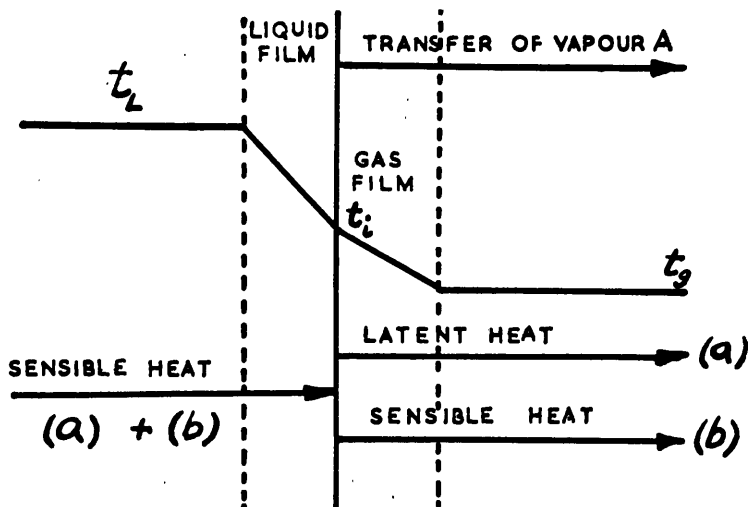 LIQUID
FILM
TRANSFER OF VAPOUR A
t_L
GAS
FILM
t_i
t_g
LATENT HEAT (a)
SENSIBLE HEAT
(a) + (b)
SENSIBLE HEAT (b)